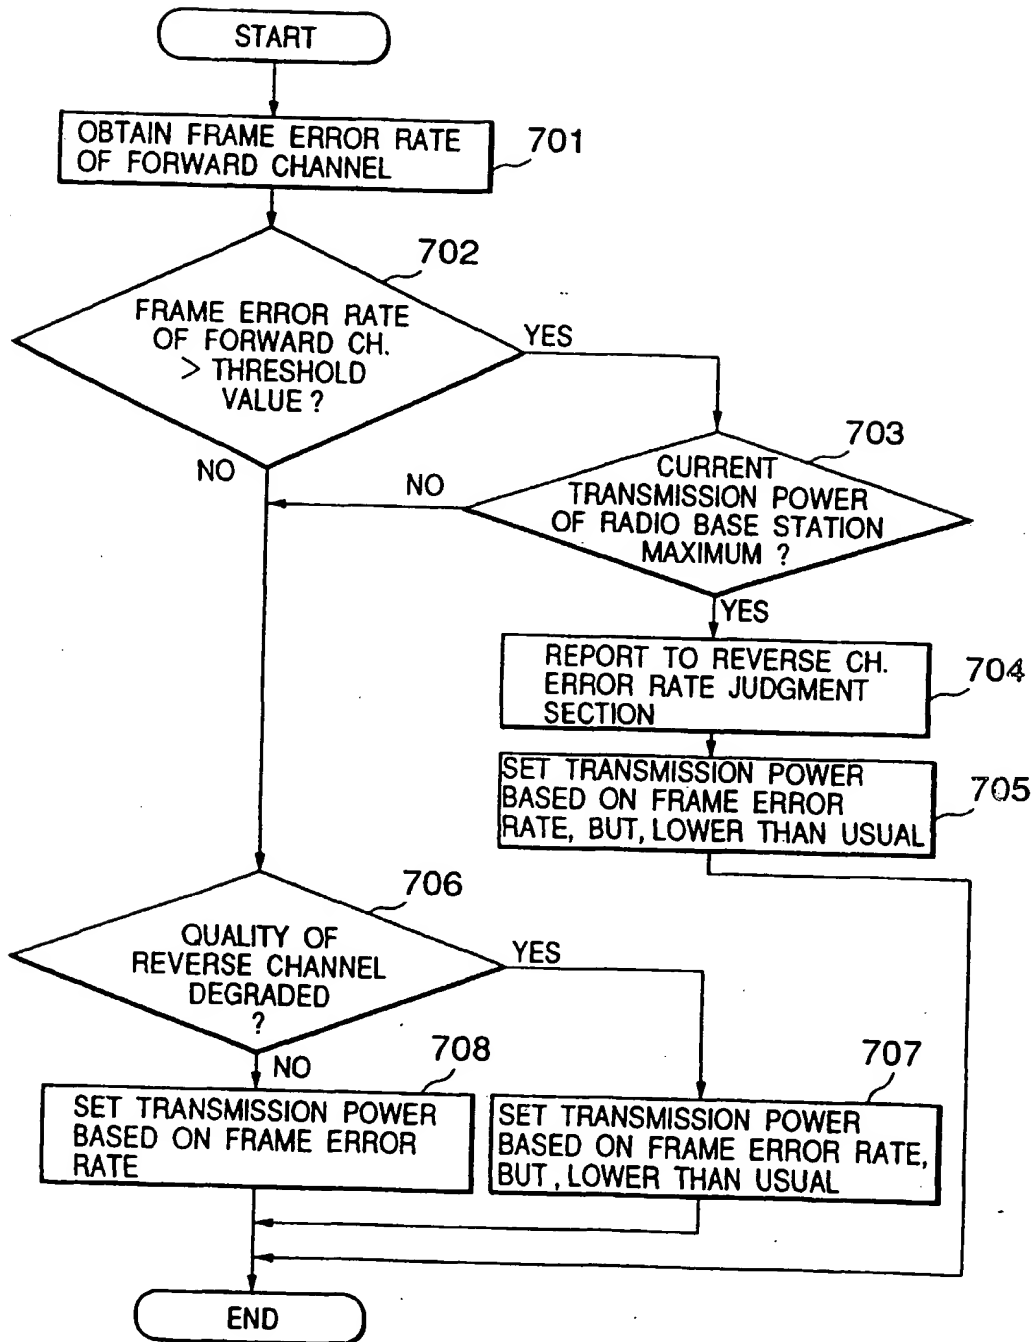 START
OBTAIN FRAME ERROR RATE
OF FORWARD CHANNEL
701
702
FRAME ERROR RATE
OF FORWARD CH.
> THRESHOLD
VALUE ?
YES
NO
703
CURRENT
TRANSMISSION POWER
OF RADIO BASE STATION
MAXIMUM ?
NO
YES
REPORT TO REVERSE CH.
ERROR RATE JUDGMENT
SECTION
704
SET TRANSMISSION POWER
BASED ON FRAME ERROR
RATE, BUT, LOWER THAN USUAL
705
706
QUALITY OF
REVERSE CHANNEL
DEGRADED
?
YES
NO
708
SET TRANSMISSION POWER
BASED ON FRAME ERROR
RATE
707
SET TRANSMISSION POWER
BASED ON FRAME ERROR RATE,
BUT, LOWER THAN USUAL
END